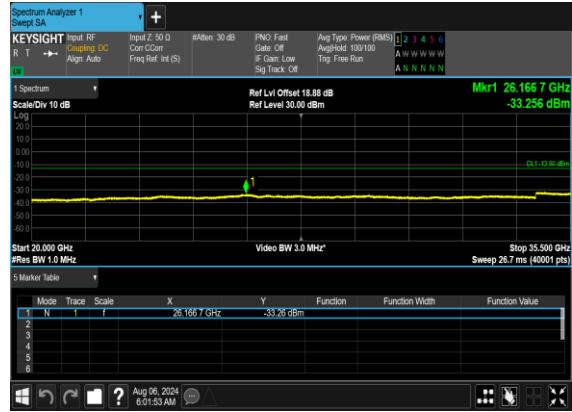 Spectrum Analyzer 1
Swept SA
+
KEYSIGHT Input: RF Input Z: 50 Ω #Atten: 30 dB PNO: Fast Avg Type: Power (RMS) 1 2 3 4 5 6
R T Coupling: DC Corr CCorr Gate: Off Avg|Hold: 100/100 A W W W W W
Align: Auto Freq Ref: Int (S) IF Gain: Low Trig: Free Run
Sig Track: Off A N N N N N
1 Spectrum Ref Lvl Offset 18.88 dB Mkr1 26.166 7 GHz
Scale/Div 10 dB Ref Level 30.00 dBm -33.256 dBm
Log
20.0
10.0
0.00
-10.0 DL1 -13.00 dBm
-20.0
1
-30.0
-40.0
-50.0
-60.0
Start 20.000 GHz Video BW 3.0 MHz* Stop 35.500 GHz
#Res BW 1.0 MHz Sweep 26.7 ms (40001 pts)
5 Marker Table
Mode Trace Scale X Y Function Function Width Function Value
1 N 1 f 26.166 7 GHz -33.26 dBm
2
3
4
5
6
? Aug 06, 2024
6:01:53 AM